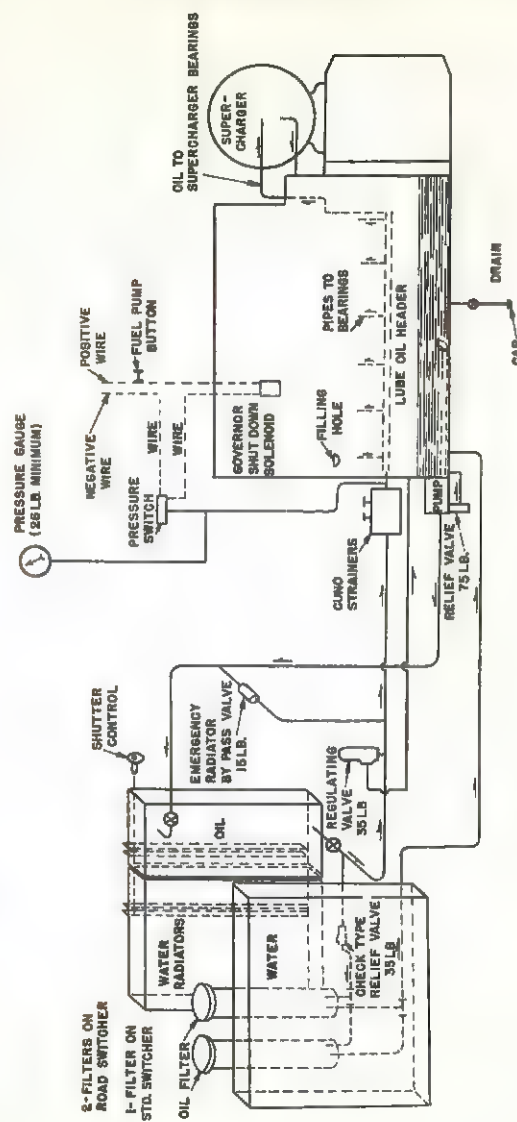 2-FILTERS ON
ROAD SWITCHER
1-FILTER ON
STD. SWITCHER
OIL FILTER
WATER
RADIATORS
WATER
OIL
SHUTTER
CONTROL
CHECK TYPE
RELIEF VALVE
35 LB
EMERGENCY
RADIATOR
BY PASS VALVE
15 LB.
REGULATING
VALVE
35 LB
PRESSURE GAUGE
(25 LB. MINIMUM)
NEGATIVE
WIRE
POSITIVE
WIRE
FUEL PUMP
BUTTON
WIRE
WIRE
PRESSURE
SWITCH
GOVERNOR
SHUT DOWN
SOLENOID
CUNO
STRAINERS
FILLING
HOLE
PIPES TO
BEARINGS
LUBE OIL HEADER
PUMP
RELIEF VALVE
75 LB.
OIL TO
SUPERCHARGER BEARINGS
SUPER-
CHARGER
DRAIN
CAP